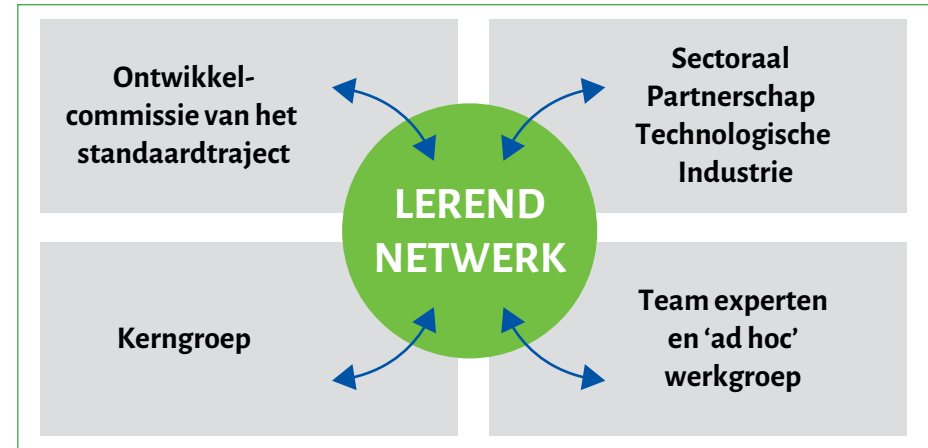 Ontwikkel-
commissie van het
standaardtraject
Sectoraal
Partnerschap
Technologische
Industrie
LEREND
NETWERK
Kerngroep
Team experten
en ‘ad hoc’
werkgroep